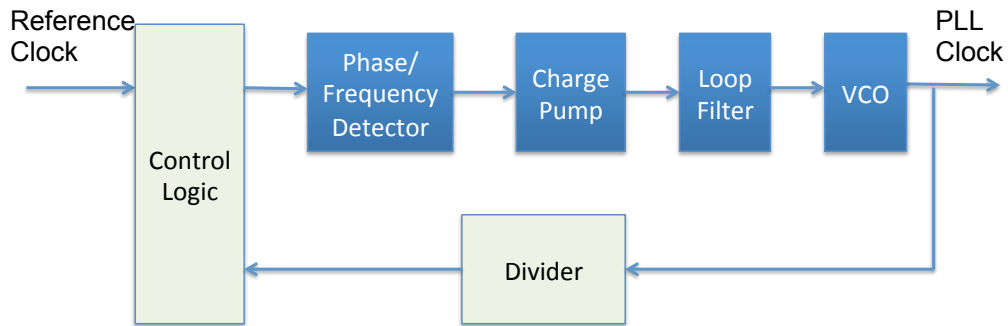 Reference
Clock
PLL
Clock
Phase/
Frequency
Detector
Charge
Pump
Loop
Filter
VCO
Control
Logic
Divider